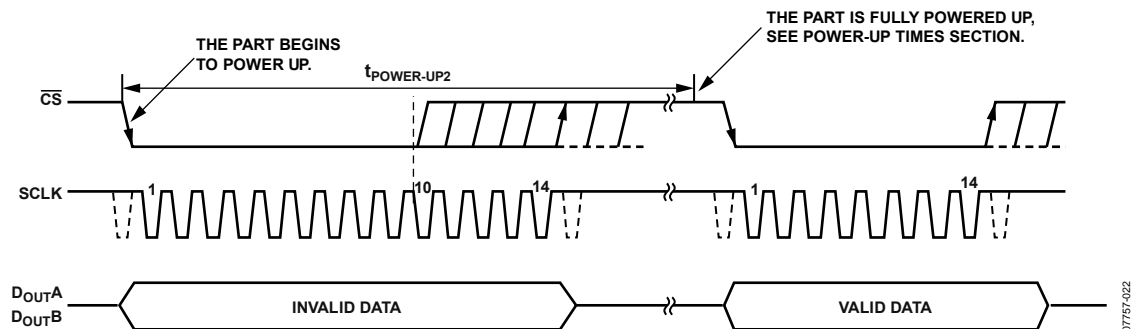 THE PART BEGINS
TO POWER UP.
THE PART IS FULLY POWERED UP,
SEE POWER-UP TIMES SECTION.
tPOWER-UP2
CS
SCLK
1
10
14
1
14
DOUTA
DOUTB
INVALID DATA
VALID DATA
07757-022